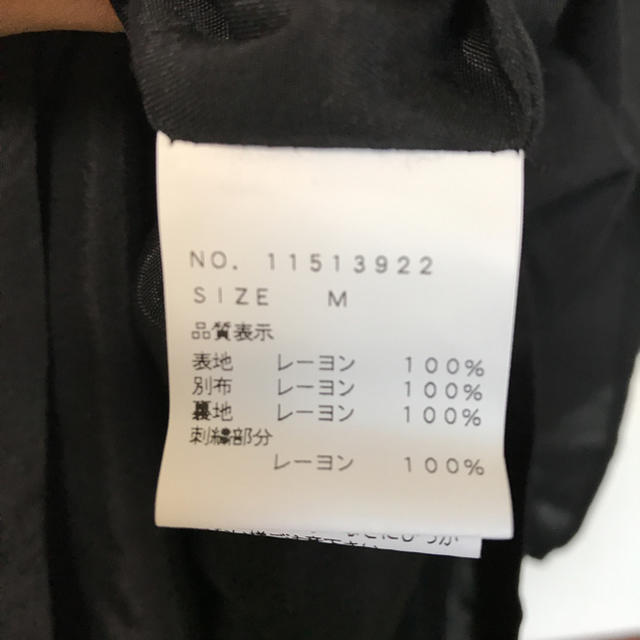 NO. 11513922
SIZE M
品質表示
表地 レーヨン 100%
別布 レーヨン 100%
裏地 レーヨン 100%
刺繍部分
レーヨン 100%